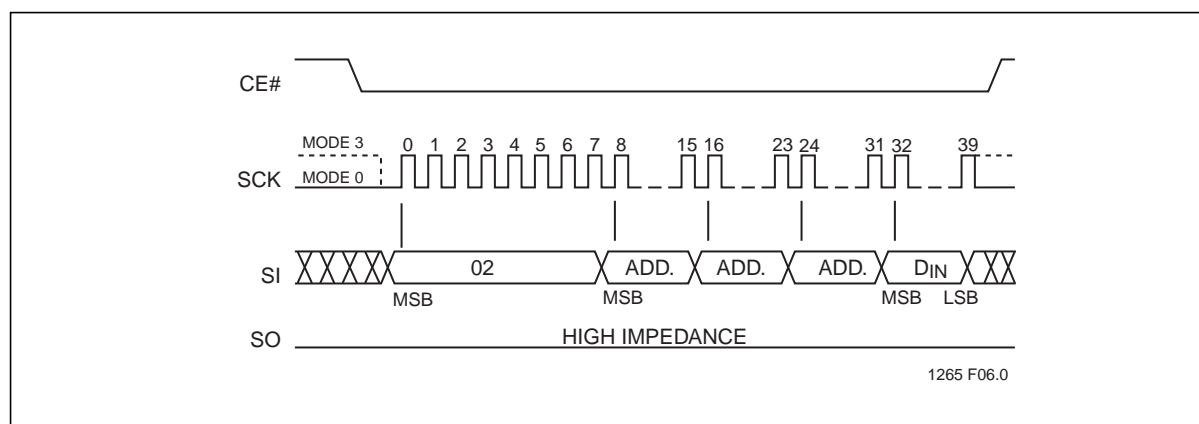 CE#
MODE 3
0 1 2 3 4 5 6 7 8 15 16 23 24 31 32 39
SCK
MODE 0
SI
02 ADD. ADD. ADD. DIN
MSB MSB MSB LSB
SO
HIGH IMPEDANCE
1265 F06.0